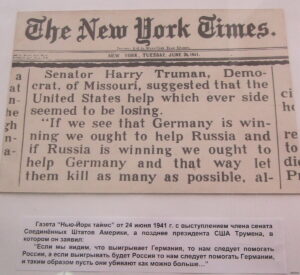 The New York Times.
NEW YORK, TUESDAY, JUNE 24, 1941.
Senator Harry Truman, Demo-
crat, of Missouri, suggested that the
United States help which ever side
seemed to be losing.
"If we see that Germany is win-
ning we ought to help Russia and
if Russia is winning we ought to
help Germany and that way let
them kill as many as possible, al-
Газета "Нью-Йорк таймс" от 24 июня 1941 г. с выступлением члена сената
Соединённых Штатов Америки, а позднее президента США Трумена, в
котором он заявил:
"Если мы видим, что выигрывает Германия, то нам следует помогать
России, а если выигрывать будет Россия то нам следует помогать Германии,
и таким образом пусть они убивают как можно больше..."